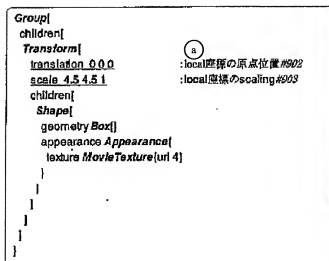 Group{
children[
Transform{
ⓐ
translation 0 0 0 :local座標の原点位置#902
scale 4.5 4.5 1 :local座標のscaling#903
children[
Shape{
geometry Box{}
appearance Appearance{
texture MovieTexture{url 4}
}
}
]
}
]
}